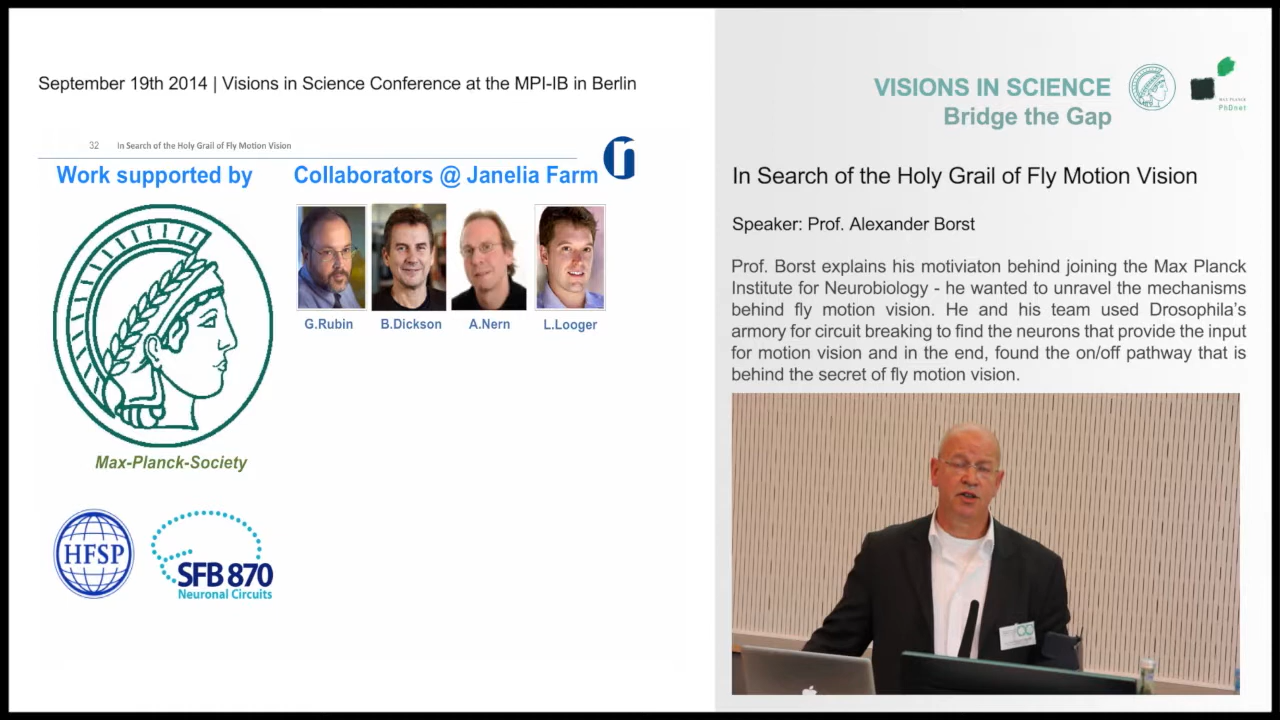 September 19th 2014 | Visions in Science Conference at the MPI-IB in Berlin
32 In Search of the Holy Grail of Fly Motion Vision
Work supported by
Collaborators @ Janelia Farm
G.Rubin B.Dickson A.Nern L.Looger
Max-Planck-Society
HFSP
SFB 870
Neuronal Circuits
VISIONS IN SCIENCE
Bridge the Gap
MAX PLANCK
PhDnet
In Search of the Holy Grail of Fly Motion Vision
Speaker: Prof. Alexander Borst
Prof. Borst explains his motiviaton behind joining the Max Planck
Institute for Neurobiology - he wanted to unravel the mechanisms
behind fly motion vision. He and his team used Drosophila's
armory for circuit breaking to find the neurons that provide the input
for motion vision and in the end, found the on/off pathway that is
behind the secret of fly motion vision.